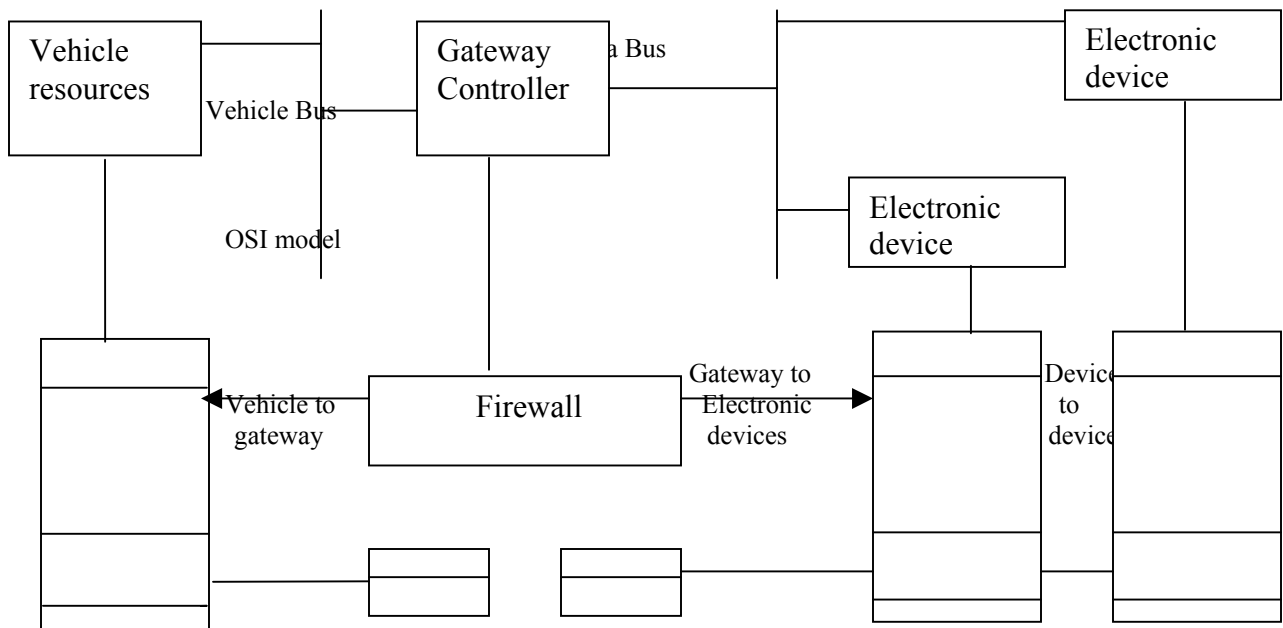 Vehicle
resources
Vehicle Bus
OSI model
Gateway
Controller
a Bus
Electronic
device
Electronic
device
Vehicle to
gateway
Firewall
Gateway to
Electronic
devices
Device
to
device